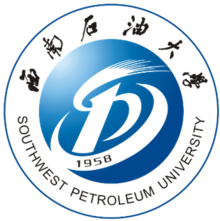 西南石油大学
1958
SOUTHWEST PETROLEUM UNIVERSITY